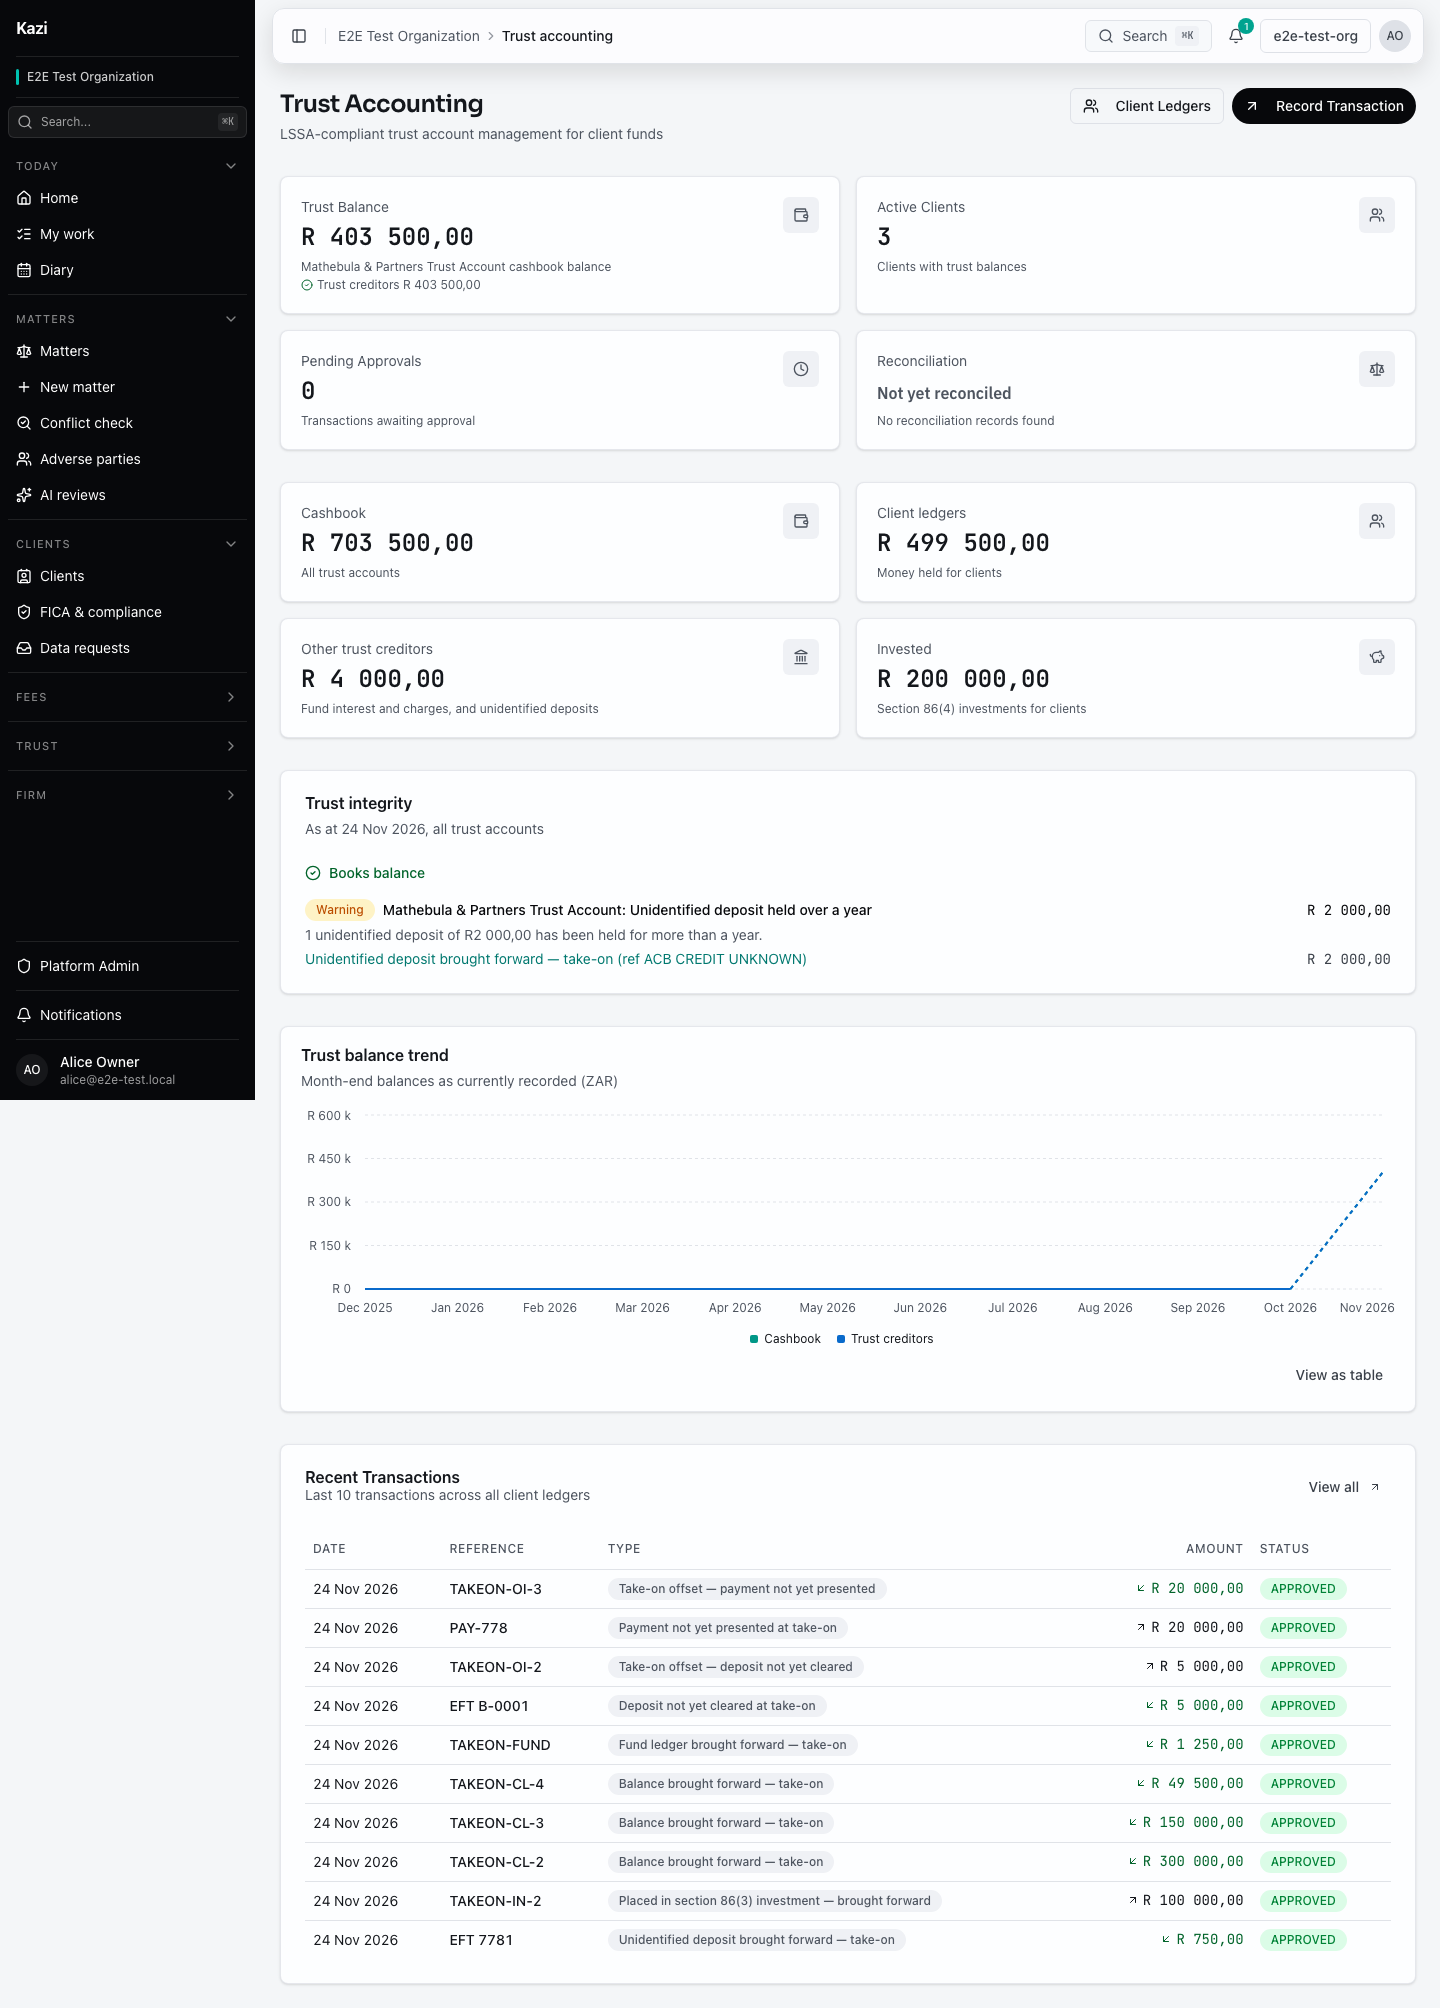 Kazi
E2E Test Organization
Search...
⌘K
TODAY
Home
My work
Diary
MATTERS
Matters
New matter
Conflict check
Adverse parties
AI reviews
CLIENTS
Clients
FICA & compliance
Data requests
FEES
TRUST
FIRM
Platform Admin
Notifications
AO
Alice Owner
alice@e2e-test.local
E2E Test Organization
Trust accounting
Search
⌘K
1
e2e-test-org
AO
Trust Accounting
LSSA-compliant trust account management for client funds
Client Ledgers
Record Transaction
Trust Balance
R 403 500,00
Mathebula & Partners Trust Account cashbook balance
Trust creditors R 403 500,00
Active Clients
3
Clients with trust balances
Pending Approvals
0
Transactions awaiting approval
Reconciliation
Not yet reconciled
No reconciliation records found
Cashbook
R 703 500,00
All trust accounts
Client ledgers
R 499 500,00
Money held for clients
Other trust creditors
R 4 000,00
Fund interest and charges, and unidentified deposits
Invested
R 200 000,00
Section 86(4) investments for clients
Trust integrity
As at 24 Nov 2026, all trust accounts
Books balance
Warning Mathebula & Partners Trust Account: Unidentified deposit held over a year R 2 000,00
1 unidentified deposit of R2 000,00 has been held for more than a year.
Unidentified deposit brought forward — take-on (ref ACB CREDIT UNKNOWN) R 2 000,00
Trust balance trend
Month-end balances as currently recorded (ZAR)
R 600 k
R 450 k
R 300 k
R 150 k
R 0
Dec 2025 Jan 2026 Feb 2026 Mar 2026 Apr 2026 May 2026 Jun 2026 Jul 2026 Aug 2026 Sep 2026 Oct 2026 Nov 2026
Cashbook Trust creditors
View as table
Recent Transactions
Last 10 transactions across all client ledgers
View all
DATE REFERENCE TYPE AMOUNT STATUS
24 Nov 2026 TAKEON-OI-3 Take-on offset — payment not yet presented R 20 000,00 APPROVED
24 Nov 2026 PAY-778 Payment not yet presented at take-on R 20 000,00 APPROVED
24 Nov 2026 TAKEON-OI-2 Take-on offset — deposit not yet cleared R 5 000,00 APPROVED
24 Nov 2026 EFT B-0001 Deposit not yet cleared at take-on R 5 000,00 APPROVED
24 Nov 2026 TAKEON-FUND Fund ledger brought forward — take-on R 1 250,00 APPROVED
24 Nov 2026 TAKEON-CL-4 Balance brought forward — take-on R 49 500,00 APPROVED
24 Nov 2026 TAKEON-CL-3 Balance brought forward — take-on R 150 000,00 APPROVED
24 Nov 2026 TAKEON-CL-2 Balance brought forward — take-on R 300 000,00 APPROVED
24 Nov 2026 TAKEON-IN-2 Placed in section 86(3) investment — brought forward R 100 000,00 APPROVED
24 Nov 2026 EFT 7781 Unidentified deposit brought forward — take-on R 750,00 APPROVED